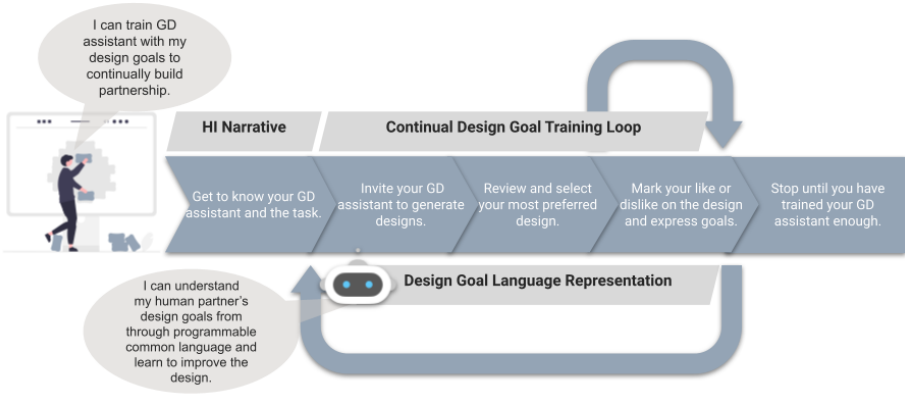 I can train GD
assistant with my
design goals to
continually build
partnership.
HI Narrative
Continual Design Goal Training Loop
Get to know your GD
assistant and the task.
Invite your GD
assistant to generate
designs.
Review and select
your most preferred
design.
Mark your like or
dislike on the design
and express goals.
Stop until you have
trained your GD
assistant enough.
Design Goal Language Representation
I can understand
my human partner's
design goals from
through programmable
common language and
learn to improve the
design.